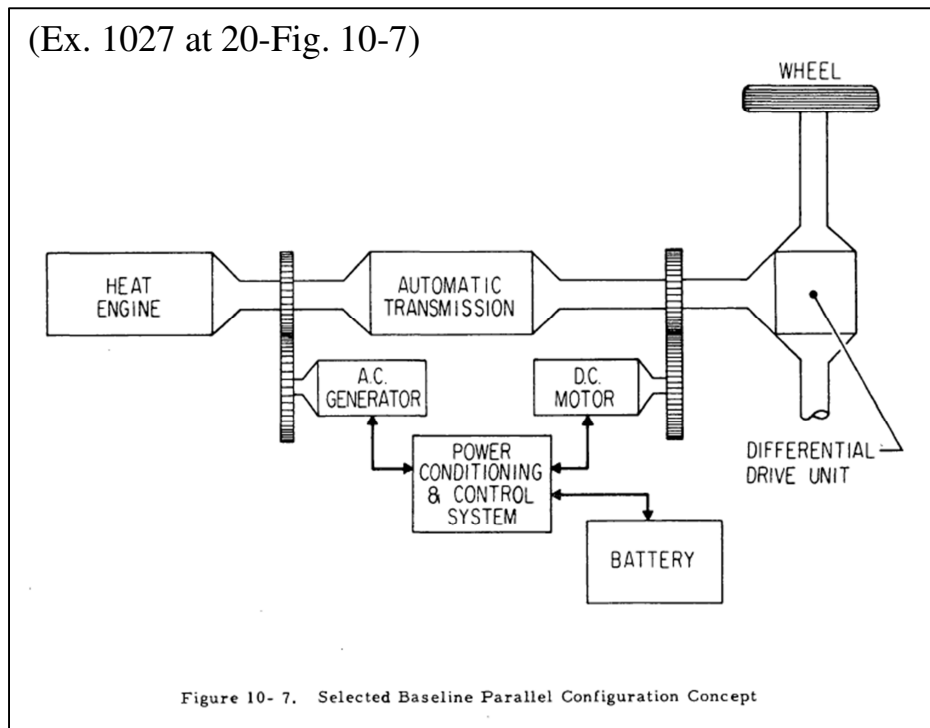 (Ex. 1027 at 20-Fig. 10-7)
WHEEL
HEAT
ENGINE
AUTOMATIC
TRANSMISSION
A.C.
GENERATOR
D.C.
MOTOR
POWER
CONDITIONING
& CONTROL
SYSTEM
DIFFERENTIAL
DRIVE UNIT
BATTERY
Figure 10- 7. Selected Baseline Parallel Configuration Concept